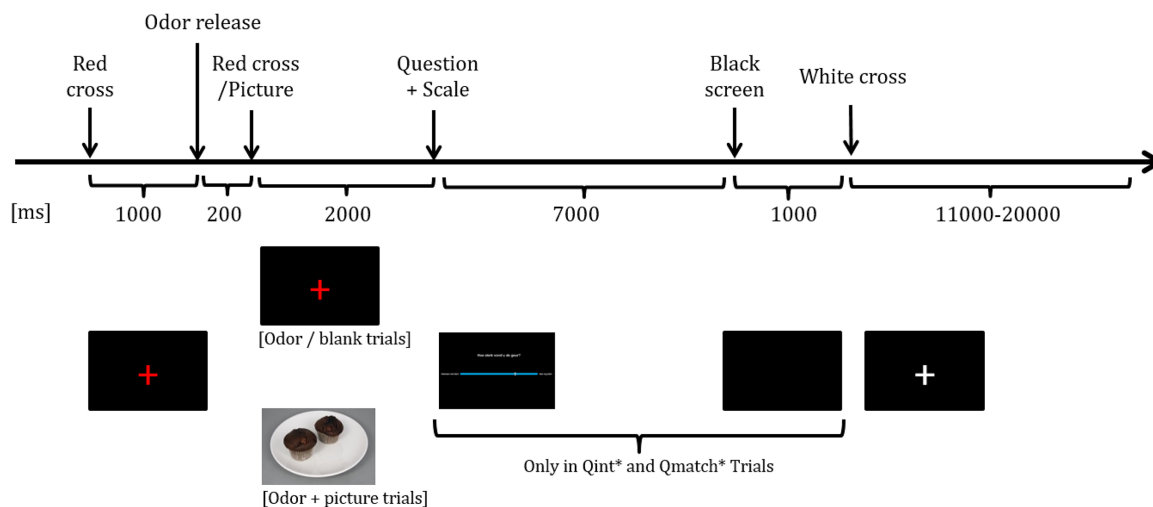 Odor release
Red
cross
Red cross
/Picture
Question
+ Scale
Black
screen
White cross
[ms] 1000 200 2000 7000 1000 11000-20000
[Odor / blank trials]
Only in Qint* and Qmatch* Trials
[Odor + picture trials]